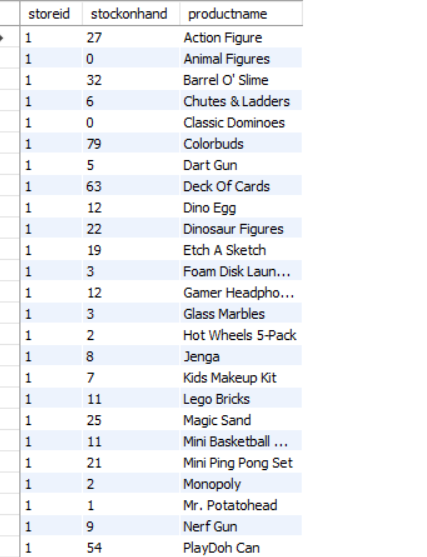 storeid stockonhand productname
1 27 Action Figure
1 0 Animal Figures
1 32 Barrel O' Slime
1 6 Chutes & Ladders
1 0 Classic Dominoes
1 79 Colorbuds
1 5 Dart Gun
1 63 Deck Of Cards
1 12 Dino Egg
1 22 Dinosaur Figures
1 19 Etch A Sketch
1 3 Foam Disk Laun...
1 12 Gamer Headpho...
1 3 Glass Marbles
1 2 Hot Wheels 5-Pack
1 8 Jenga
1 7 Kids Makeup Kit
1 11 Lego Bricks
1 25 Magic Sand
1 11 Mini Basketball ...
1 21 Mini Ping Pong Set
1 2 Monopoly
1 1 Mr. Potatohead
1 9 Nerf Gun
1 54 PlayDoh Can